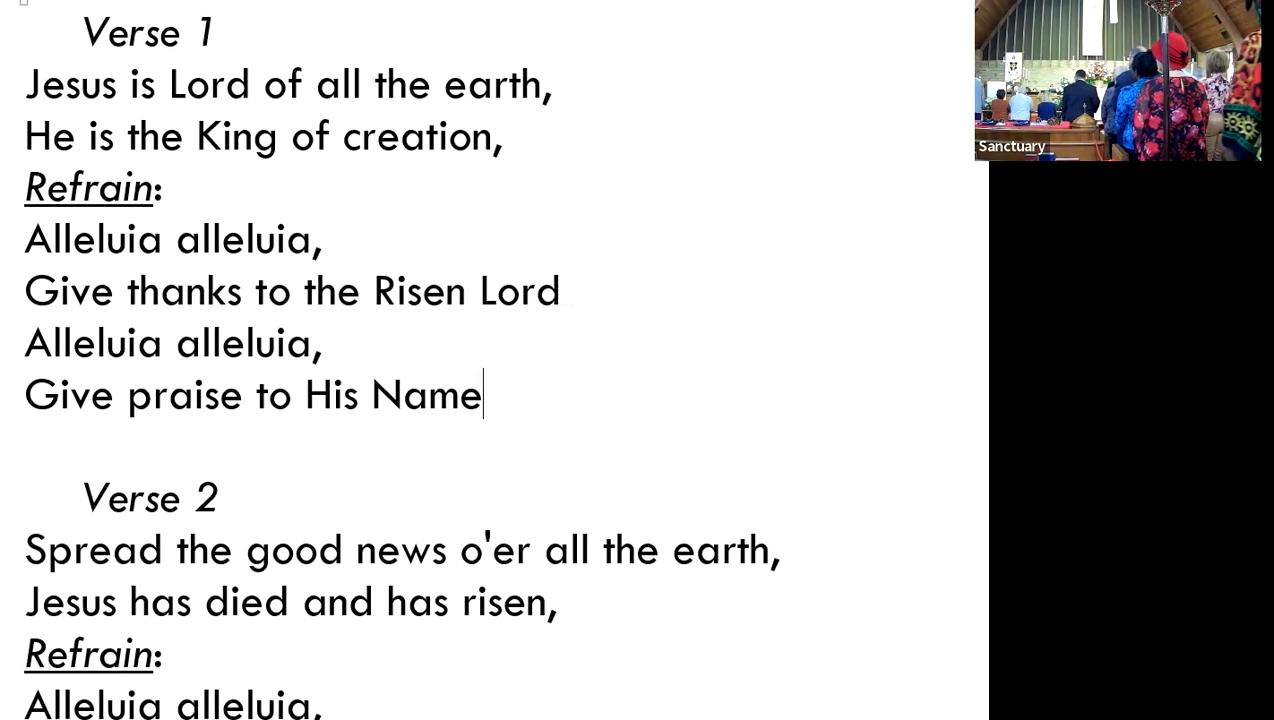 Verse 1
Jesus is Lord of all the earth,
He is the King of creation,
Refrain:
Alleluia alleluia,
Give thanks to the Risen Lord
Alleluia alleluia,
Give praise to His Name
Verse 2
Spread the good news o'er all the earth,
Jesus has died and has risen,
Refrain:
Alleluia alleluia,
Sanctuary